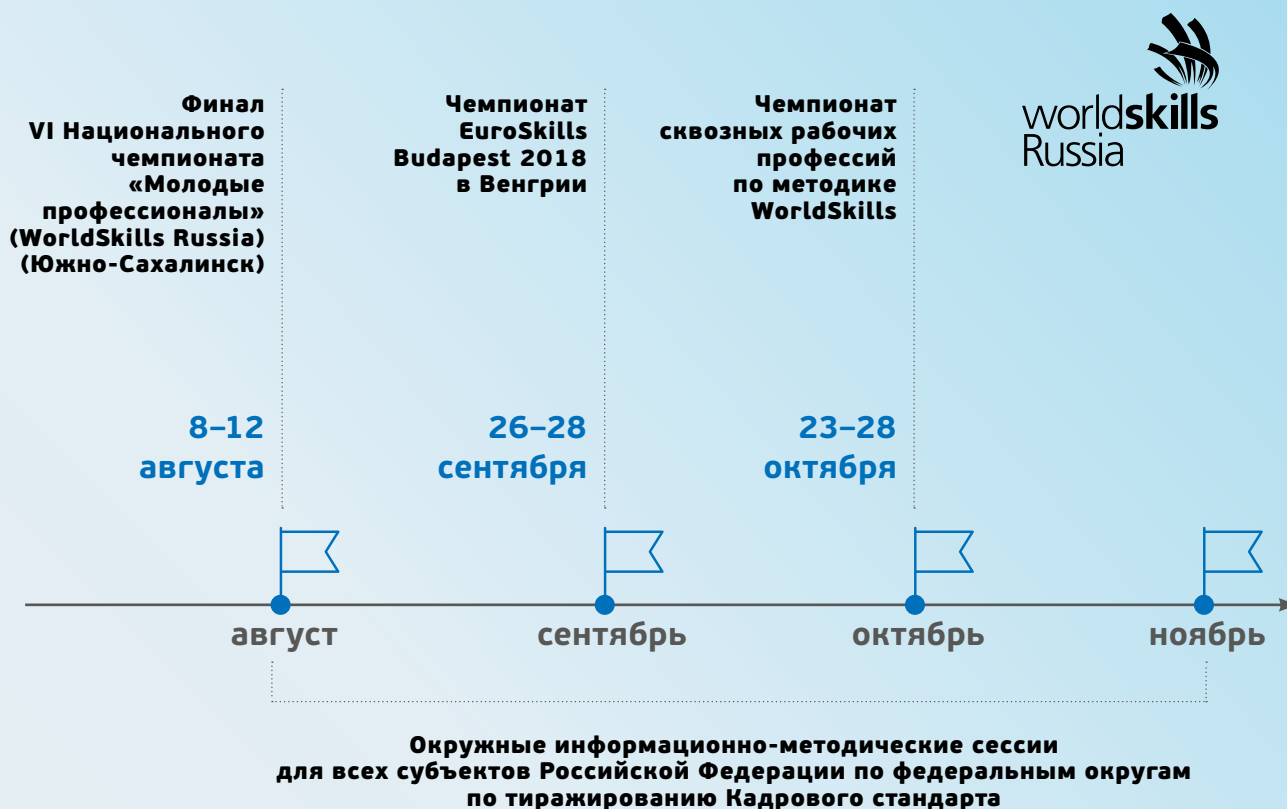 Финал
VI Национального
чемпионата
«Молодые
профессионалы»
(WorldSkills Russia)
(Южно-Сахалинск)
8–12
августа
Чемпионат
EuroSkills
Budapest 2018
в Венгрии
26–28
сентября
Чемпионат
сквозных рабочих
профессий
по методике
WorldSkills
23–28
октября
worldskills
Russia
август
сентябрь
октябрь
ноябрь
Окружные информационно-методические сессии
для всех субъектов Российской Федерации по федеральным округам
по тиражированию Кадрового стандарта